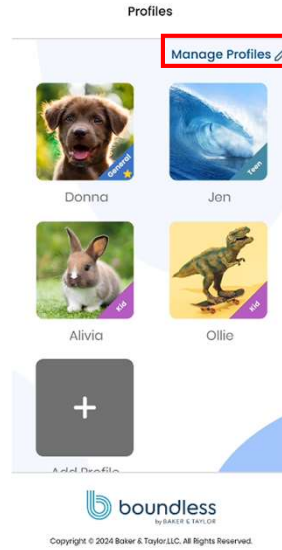 Profiles
Manage Profiles
General
Teen
Donna
Jen
Kid
Kid
Alivia
Ollie
+
Add Profile
boundless
by BAKER & TAYLOR
Copyright © 2024 Baker & Taylor LLC. All Rights Reserved.